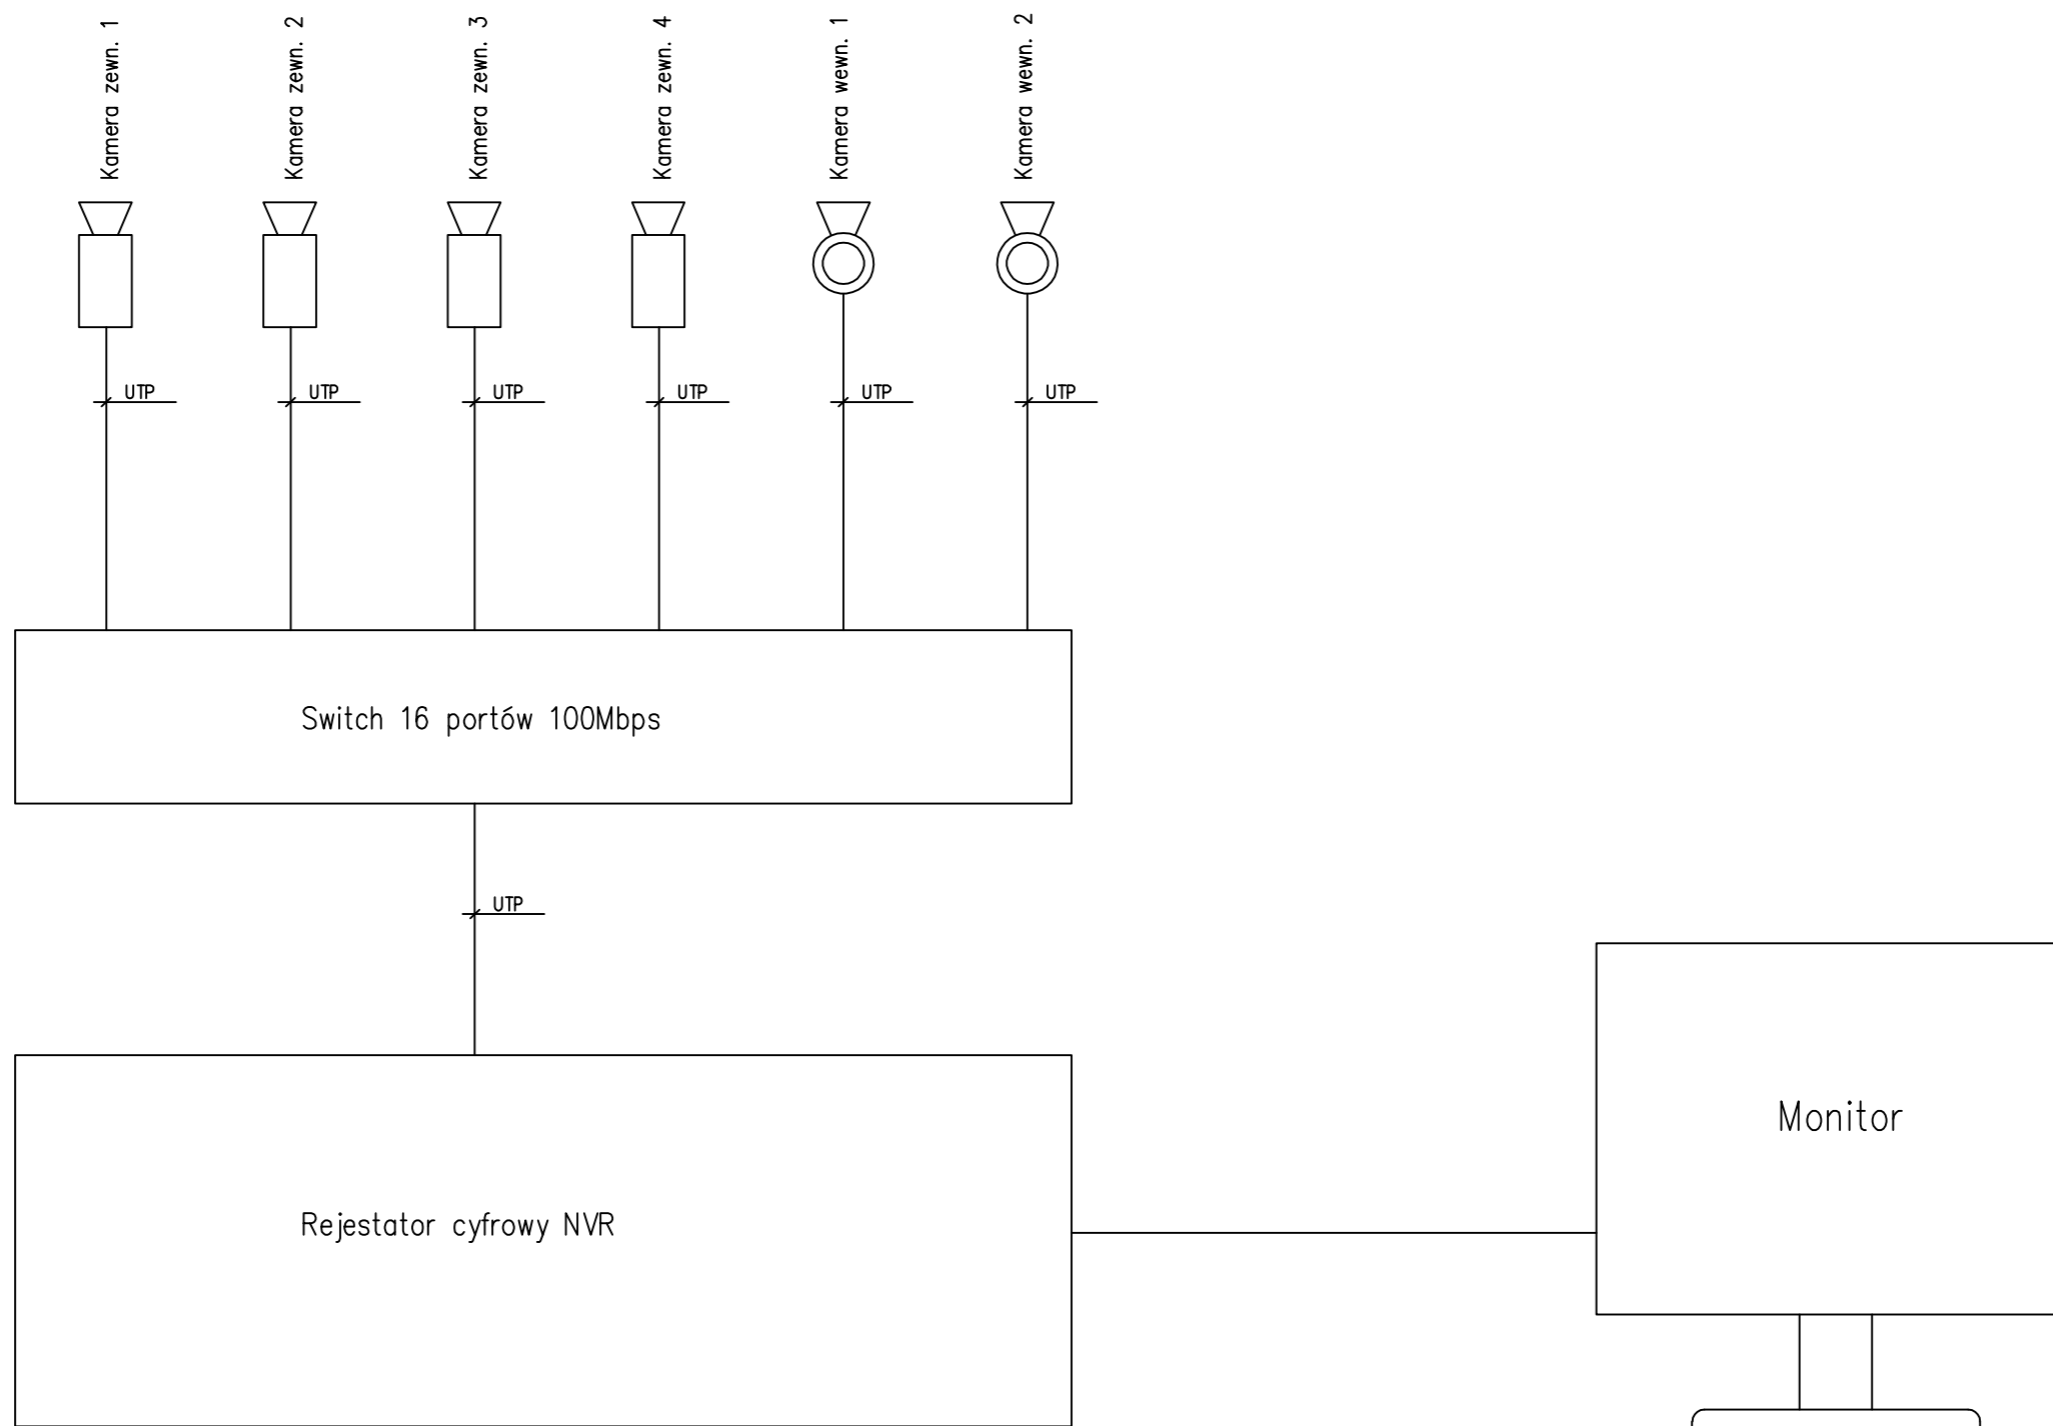 Kamera zewn. 1
Kamera zewn. 2
Kamera zewn. 3
Kamera zewn. 4
Kamera wewn. 1
Kamera wewn. 2
UTP
UTP
UTP
UTP
UTP
UTP
Switch 16 portów 100Mbps
UTP
Monitor
Rejestator cyfrowy NVR